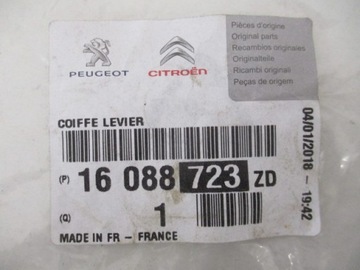 PEUGEOT
CITROËN
Pièces d'origine
Original parts
Recambios originales
Originalteile
Ricambi originali
Peças de origem
COIFFE LEVIER
(P) 16 088 723 ZD
(Q) 1
MADE IN FR - FRANCE
04/01/2018 - 19:42